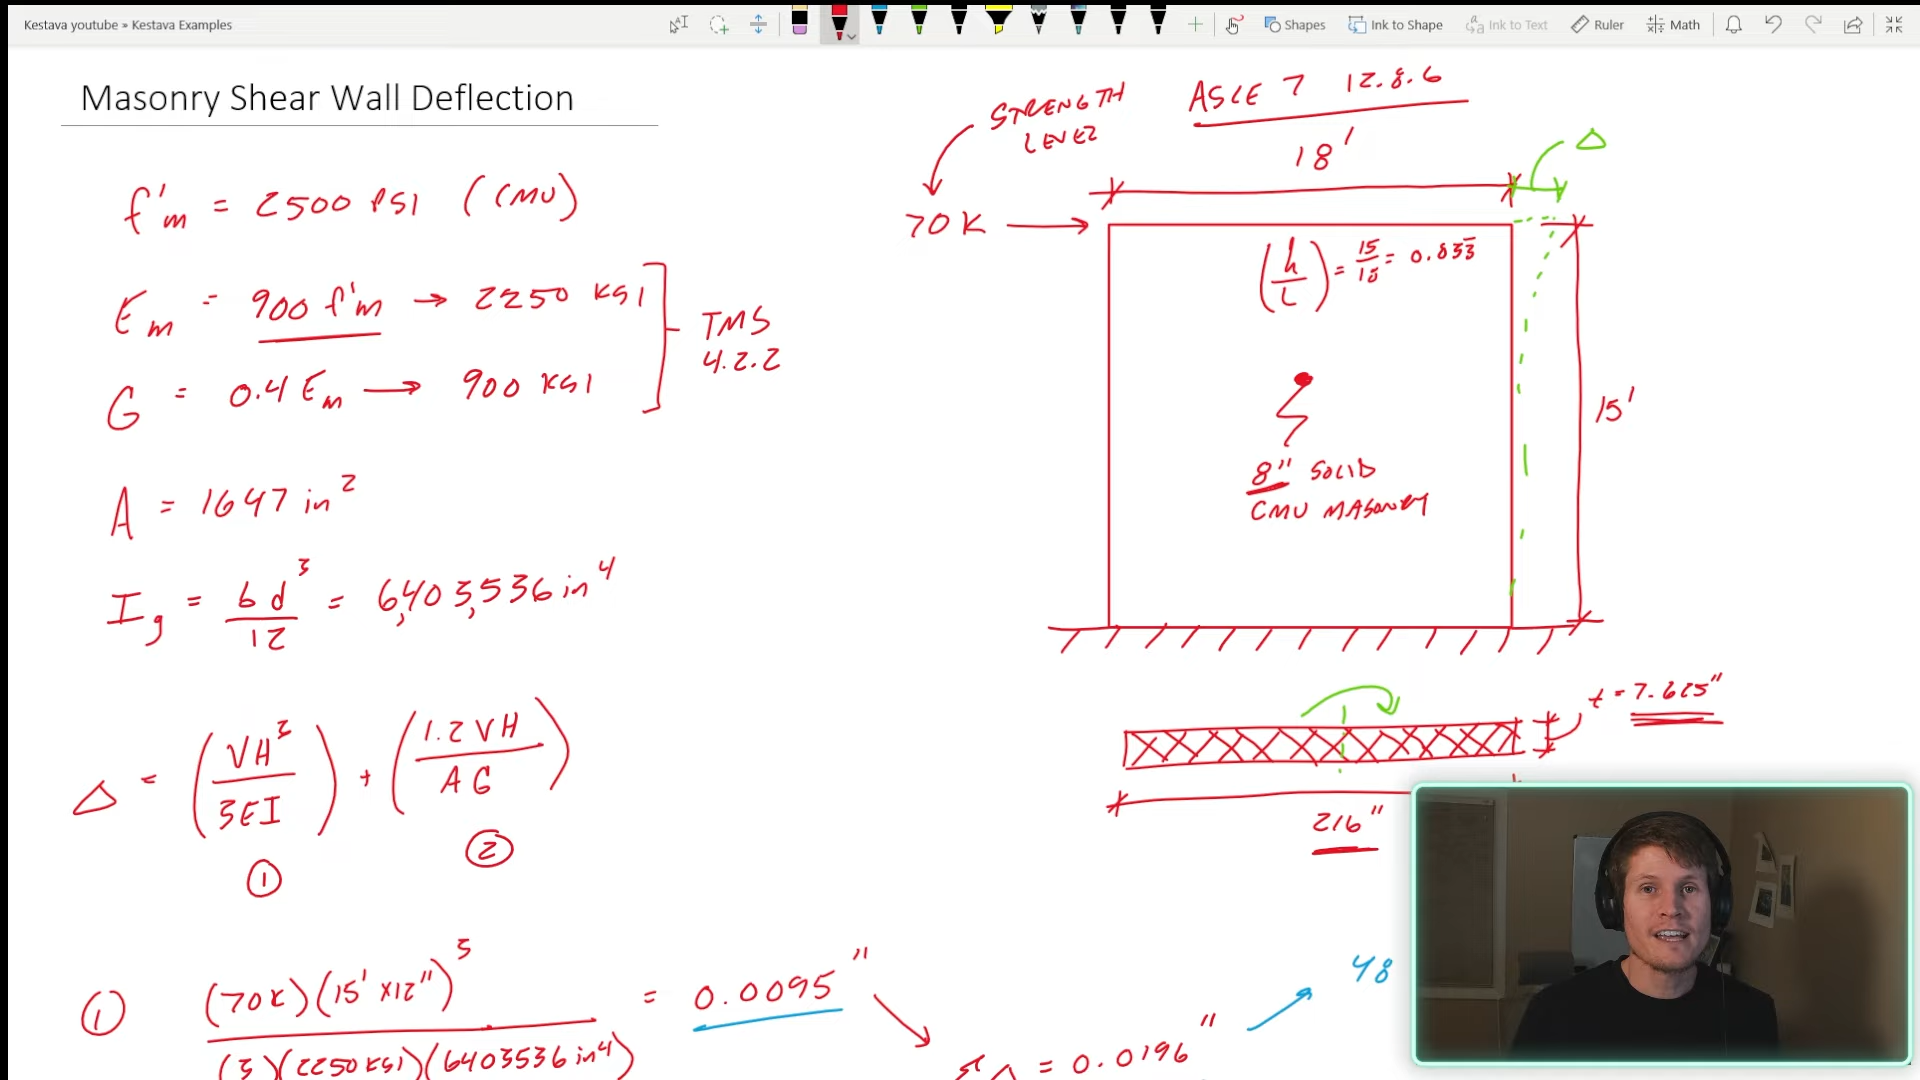 Kestava youtube » Kestava Examples
Shapes
Ink to Shape
Ink to Text
Ruler
Math
Masonry Shear Wall Deflection
f'm = 2500 PSI (CMU)
Em = 900 f'm → 2250 KSI
G = 0.4 Em → 900 KSI
TMS
4.2.2
A = 1647 in²
Ig = bd³/12 = 6,403,536 in⁴
Δ = (VH³/3EI) + (1.2VH/AG)
① ②
① (70K)(15'x12")³ / (3)(2250KSI)(6403536in⁴) = 0.0095"
= 0.0196"
48
STRENGTH
LEVEL
ASCE 7 12.8.6
18'
Δ
70K →
(h/L) = 15/18 = 0.833
8" SOLID
CMU MASONRY
15'
t = 7.625"
216"